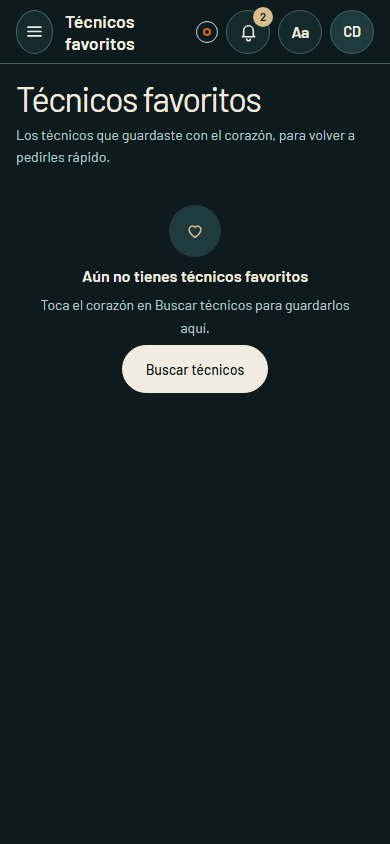 Técnicos
favoritos
2
Aa
CD
Técnicos favoritos
Los técnicos que guardaste con el corazón, para volver a
pedirles rápido.
Aún no tienes técnicos favoritos
Toca el corazón en Buscar técnicos para guardarlos
aquí.
Buscar técnicos